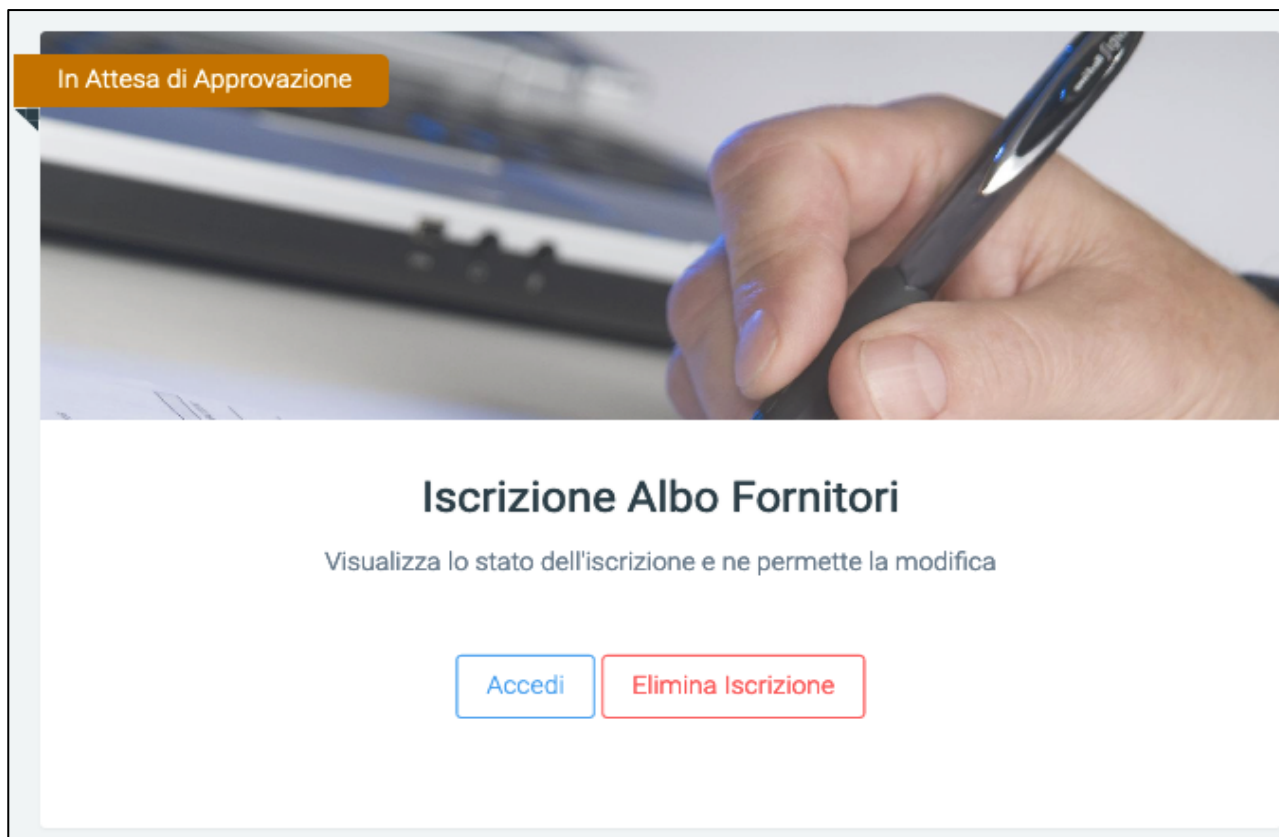 In Attesa di Approvazione
Iscrizione Albo Fornitori
Visualizza lo stato dell'iscrizione e ne permette la modifica
Accedi
Elimina Iscrizione